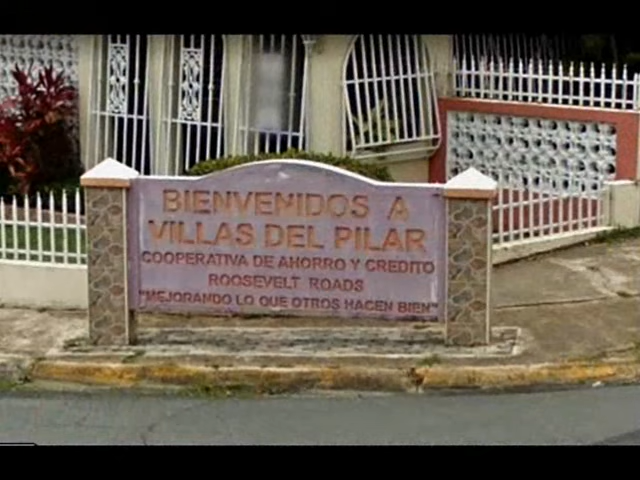 BIENVENIDOS A
VILLAS DEL PILAR
COOPERATIVA DE AHORRO Y CREDITO
ROOSEVELT ROADS
"MEJORANDO LO QUE OTROS HACEN BIEN"